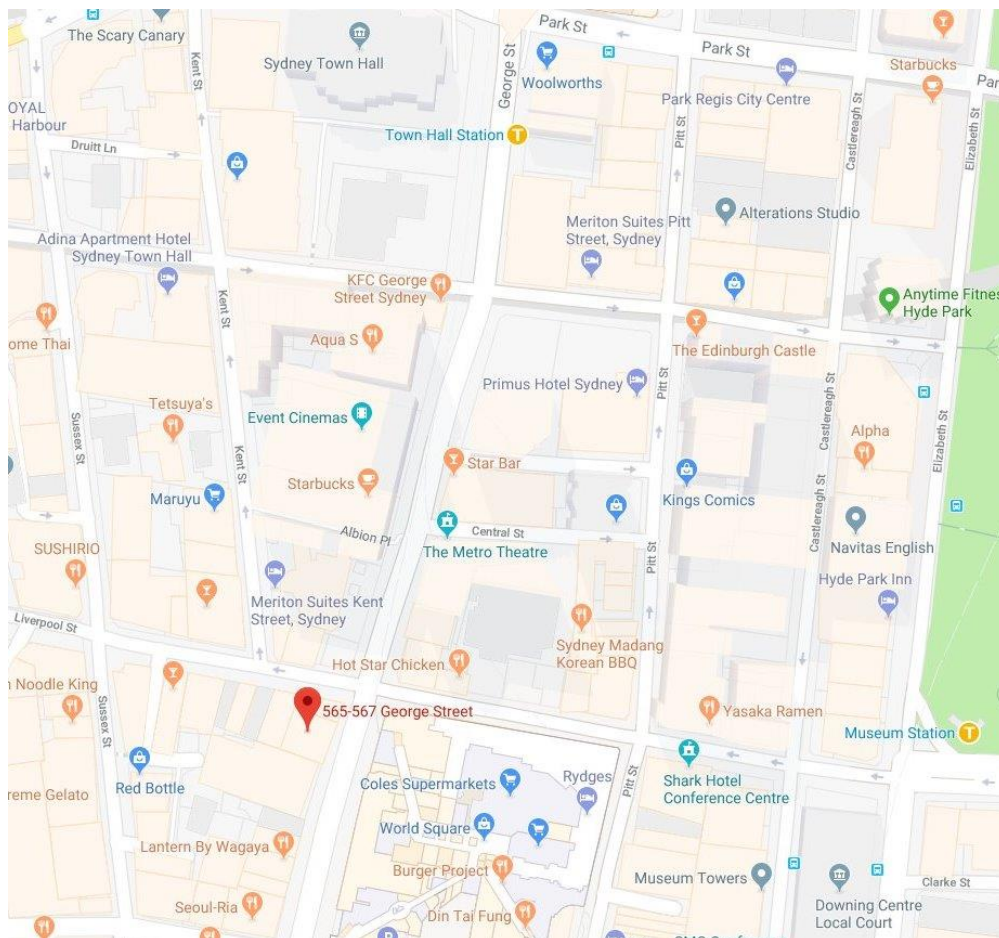 Park St
The Scary Canary
Sydney Town Hall
Kent St
George St
Woolworths
Park St
Park Regis City Centre
Starbucks
OYAL
Harbour
Town Hall Station
T
Druitt Ln
Pitt St
Castlereagh St
Elizabeth St
Alterations Studio
Meriton Suites Pitt
Street, Sydney
Adina Apartment Hotel
Sydney Town Hall
KFC George
Street Sydney
Kent St
Anytime Fitnes
Hyde Park
ome Thai
Aqua S
The Edinburgh Castle
Primus Hotel Sydney
Pitt St
Tetsuya's
Event Cinemas
Sussex St
Castlereagh St
Elizabeth St
Alpha
Kent St
Star Bar
Starbucks
Kings Comics
Maruyu
Albion Pl
Central St
The Metro Theatre
Castlereagh St
Navitas English
SUSHIRIO
Pitt St
Hyde Park Inn
Meriton Suites Kent
Street, Sydney
Liverpool St
Sydney Madang
Korean BBQ
Hot Star Chicken
n Noodle King
565-567 George Street
Yasaka Ramen
Museum Station
T
Sussex St
Red Bottle
Coles Supermarkets
Rydges
Pitt St
Shark Hotel
Conference Centre
reme Gelato
World Square
Lantern By Wagaya
Burger Project
Museum Towers
Clarke St
Seoul-Ria
Din Tai Fung
Downing Centre
Local Court